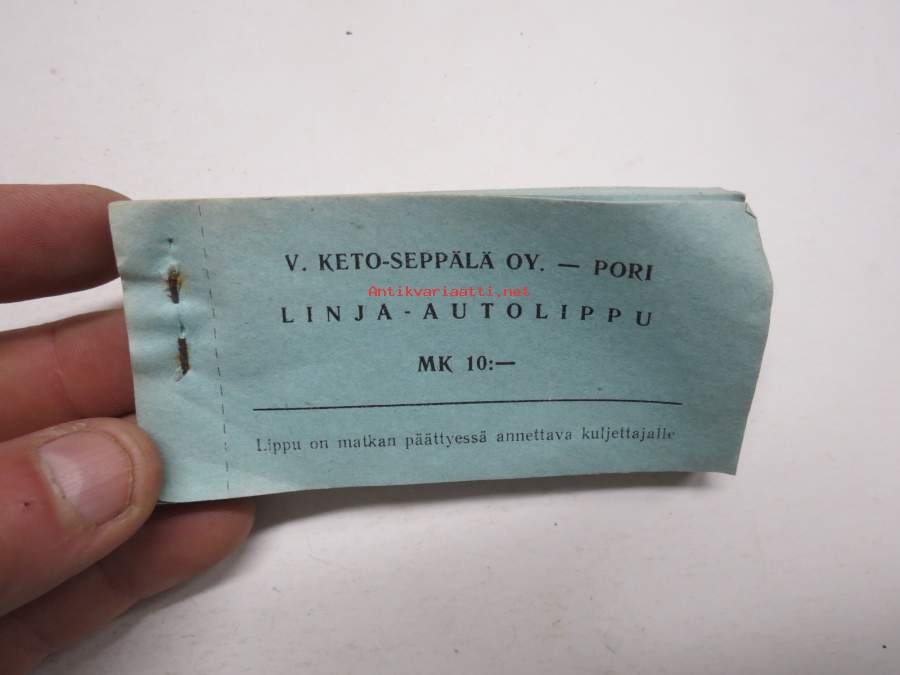 V. KETO-SEPPÄLÄ OY. — PORI
Antikvariaatti.net
LINJA-AUTOLIPPU
MK 10:—
Lippu on matkan päättyessä annettava kuljettajalle